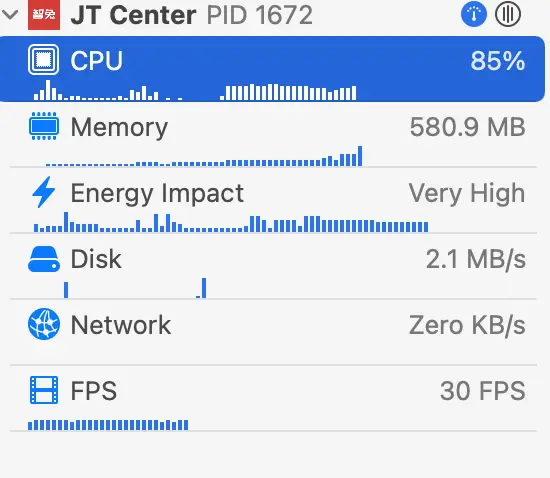 智兔 JT Center PID 1672
CPU 85%
Memory 580.9 MB
Energy Impact Very High
Disk 2.1 MB/s
Network Zero KB/s
FPS 30 FPS